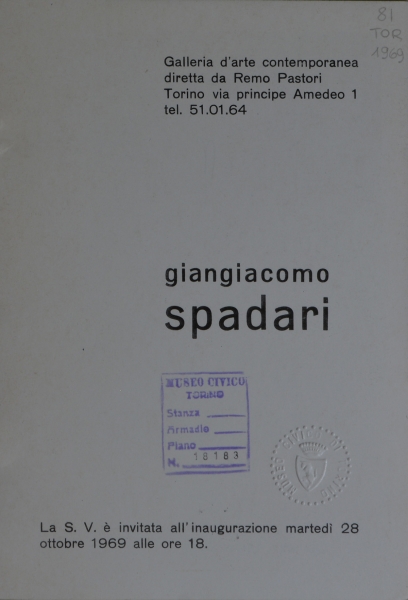 81
TOR
1969
Galleria d'arte contemporanea
diretta da Remo Pastori
Torino via principe Amedeo 1
tel. 51.01.64
giangiacomo
spadari
MUSEO CIVICO
TORINO
Stanza
Armadio
Piano
N. 18183
La S. V. è invitata all'inaugurazione martedì 28
ottobre 1969 alle ore 18.